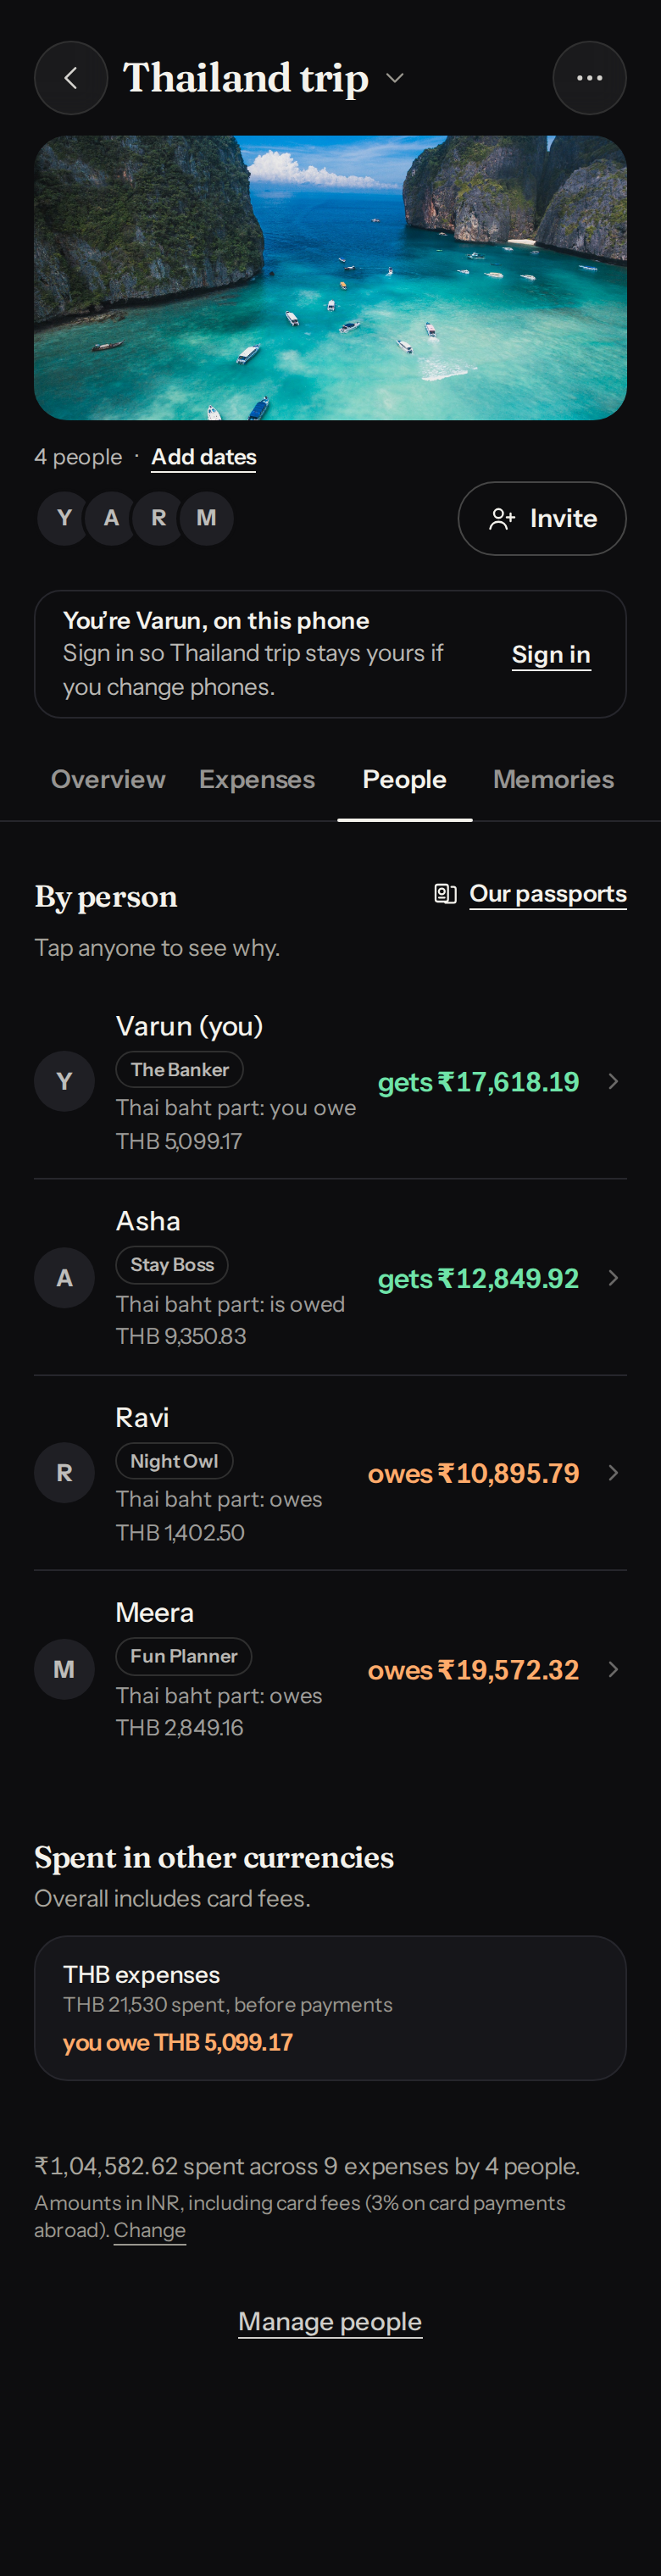 Thailand trip
4 people · Add dates
Y A R M
Invite
You’re Varun, on this phone
Sign in so Thailand trip stays yours if
you change phones.
Sign in
Overview Expenses People Memories
By person
Our passports
Tap anyone to see why.
Y
Varun (you)
The Banker
Thai baht part: you owe
THB 5,099.17
gets ₹17,618.19
A
Asha
Stay Boss
Thai baht part: is owed
THB 9,350.83
gets ₹12,849.92
R
Ravi
Night Owl
Thai baht part: owes
THB 1,402.50
owes ₹10,895.79
M
Meera
Fun Planner
Thai baht part: owes
THB 2,849.16
owes ₹19,572.32
Spent in other currencies
Overall includes card fees.
THB expenses
THB 21,530 spent, before payments
you owe THB 5,099.17
₹1,04,582.62 spent across 9 expenses by 4 people.
Amounts in INR, including card fees (3% on card payments
abroad). Change
Manage people